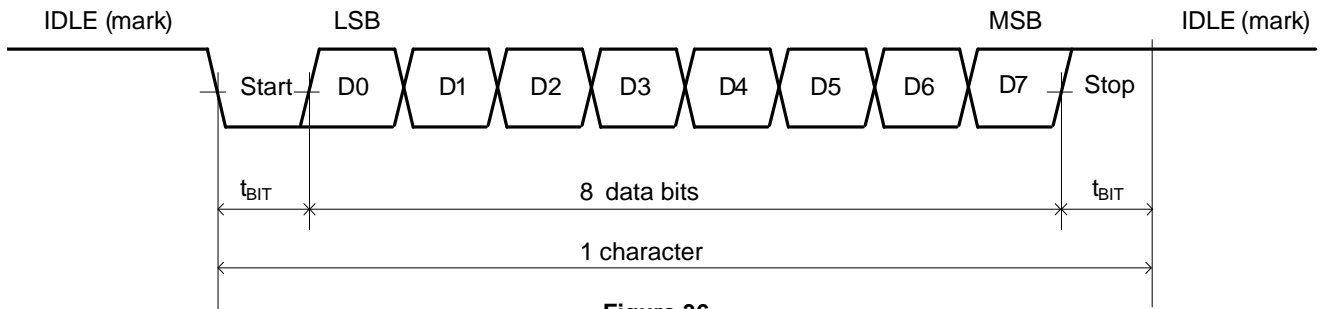 IDLE (mark) LSB MSB IDLE (mark)
Start D0 D1 D2 D3 D4 D5 D6 D7 Stop
tBIT 8 data bits tBIT
1 character